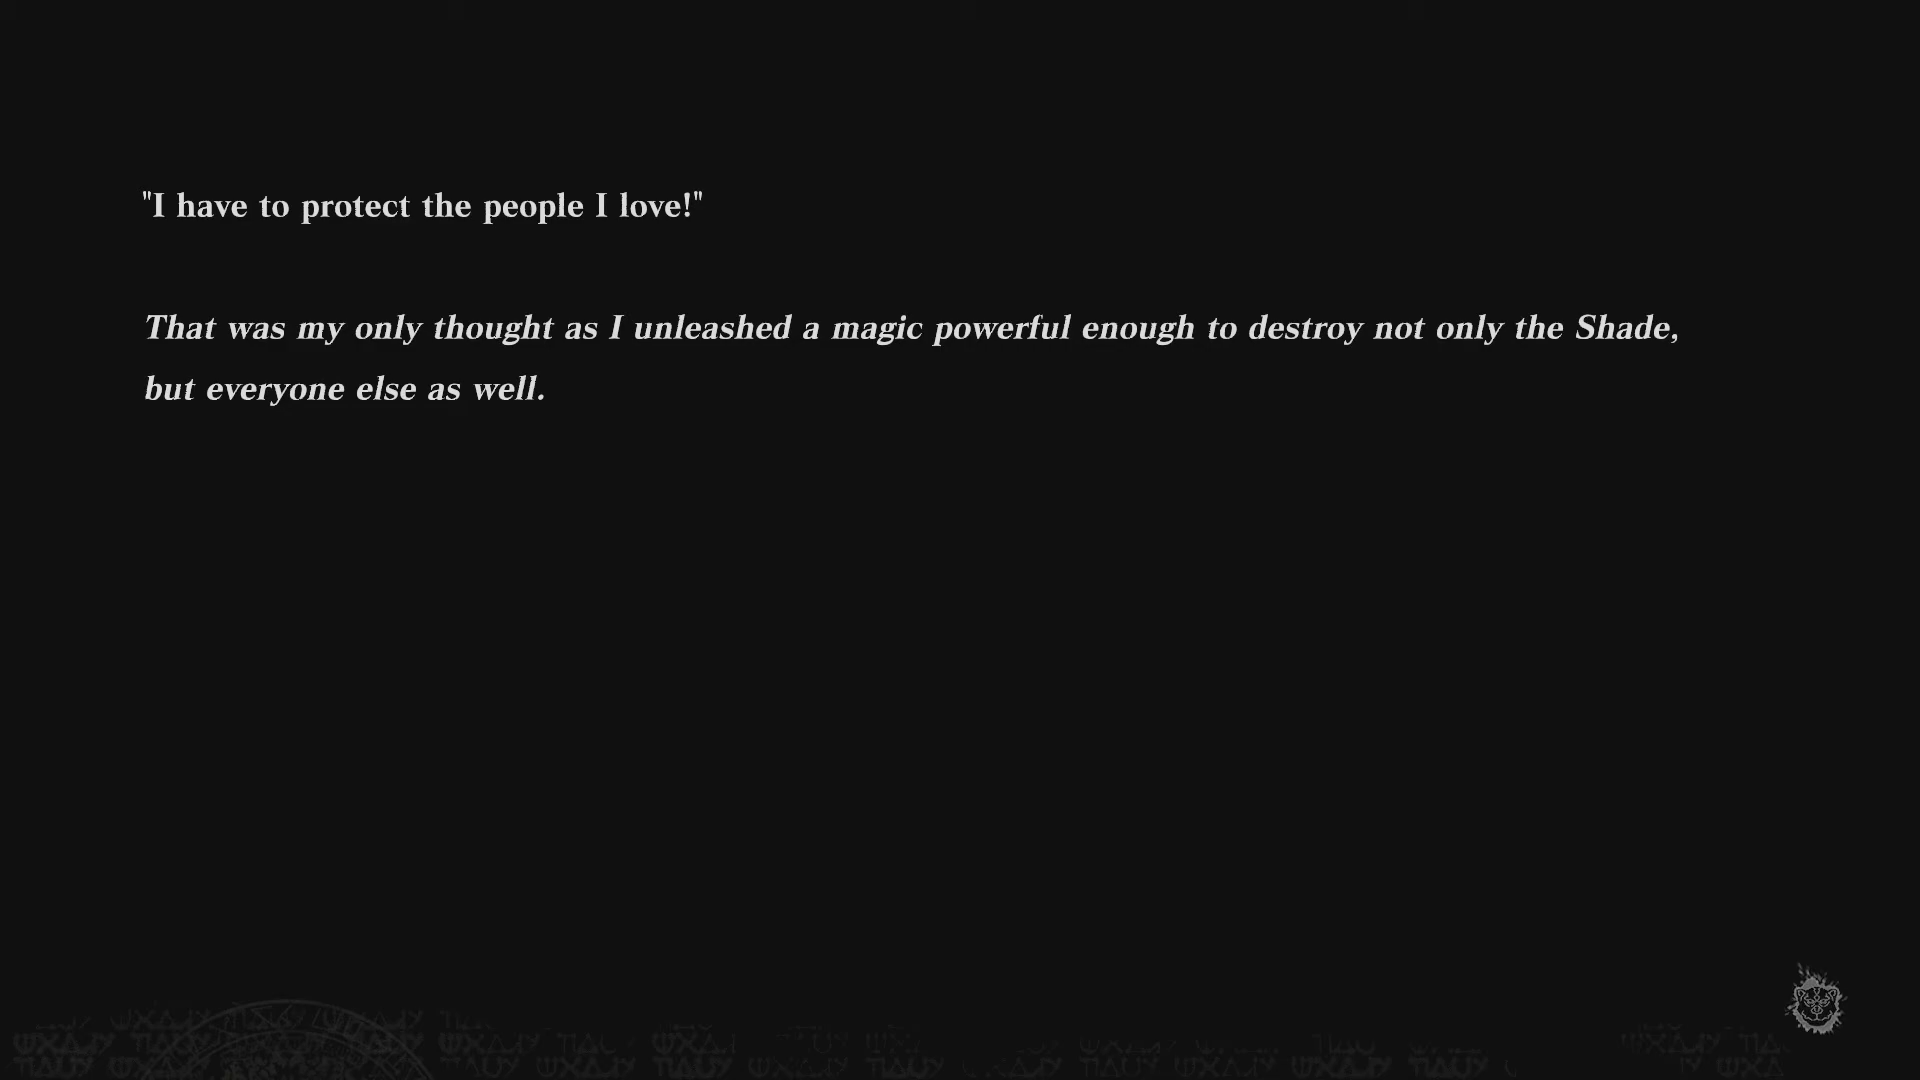 "I have to protect the people I love!"
That was my only thought as I unleashed a magic powerful enough to destroy not only the Shade,
but everyone else as well.